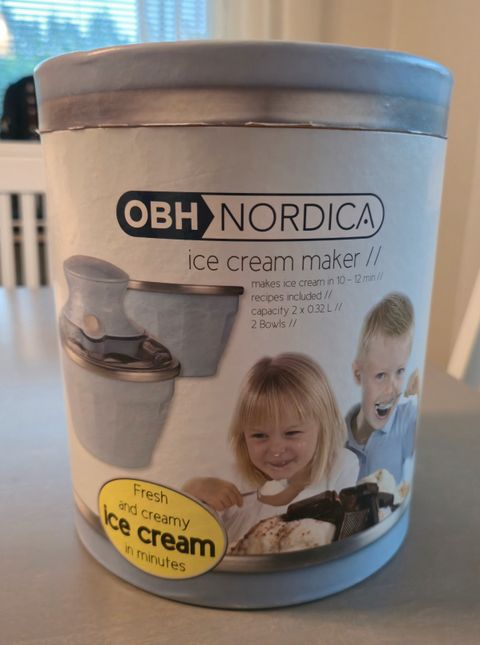 OBH NORDICA
ice cream maker //
makes ice cream in 10 – 12 min //
recipes included //
capacity 2 x 0.32 L //
2 Bowls //
Fresh
and creamy
ice cream
in minutes